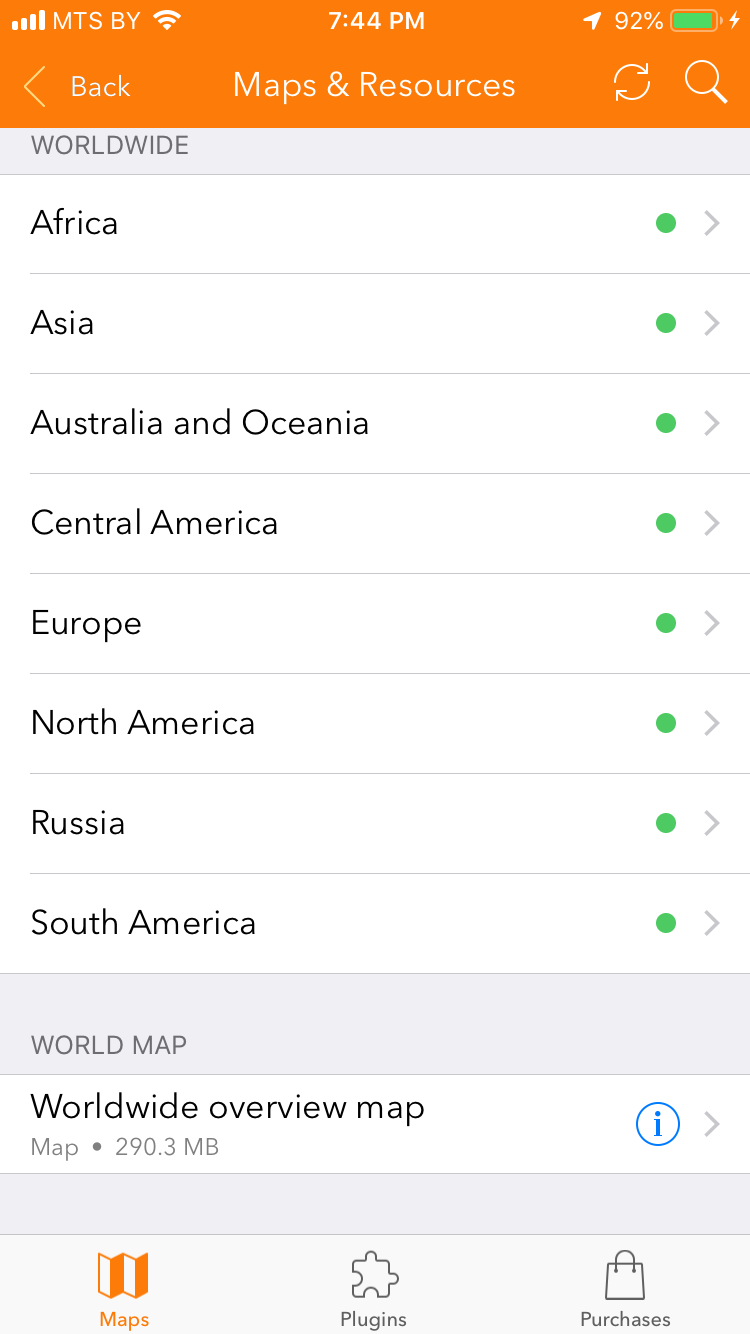 MTS BY 7:44 PM 92%
Back Maps & Resources
WORLDWIDE
Africa
Asia
Australia and Oceania
Central America
Europe
North America
Russia
South America
WORLD MAP
Worldwide overview map
Map • 290.3 MB
Maps Plugins Purchases